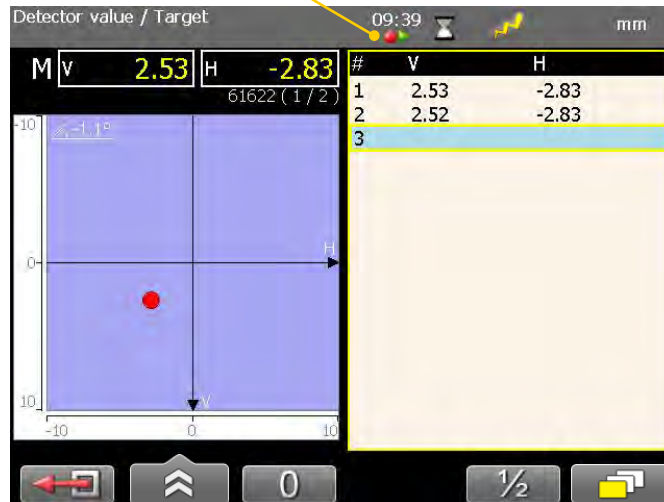 Detector value / Target 09:39 mm
M V 2.53 H -2.83
61622 ( 1 / 2 )
# V H
1 2.53 -2.83
2 2.52 -2.83
3
-10
-1.1°
H
0
10
V
-10 0 10
0 ½